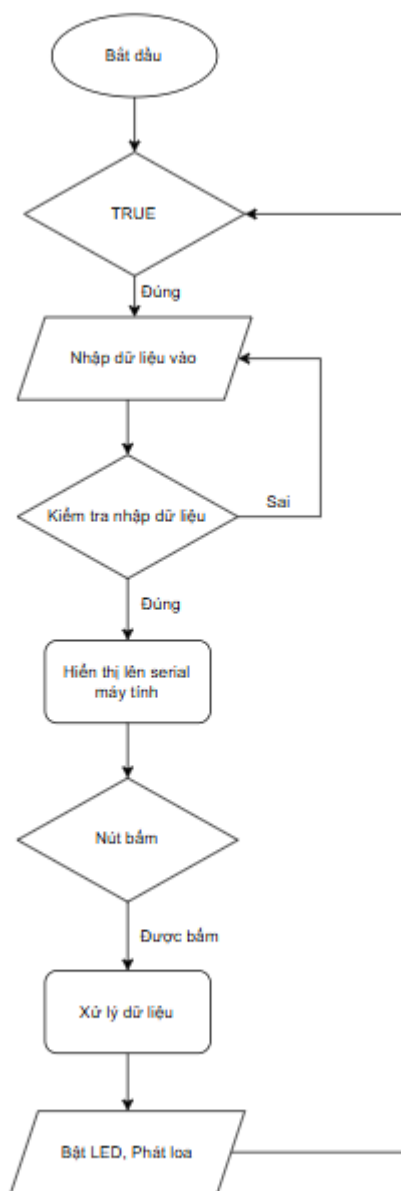 Bắt đầu
TRUE
Đúng
Nhập dữ liệu vào
Kiểm tra nhập dữ liệu
Sai
Đúng
Hiển thị lên serial
máy tính
Nút bấm
Được bấm
Xử lý dữ liệu
Bật LED, Phát loa